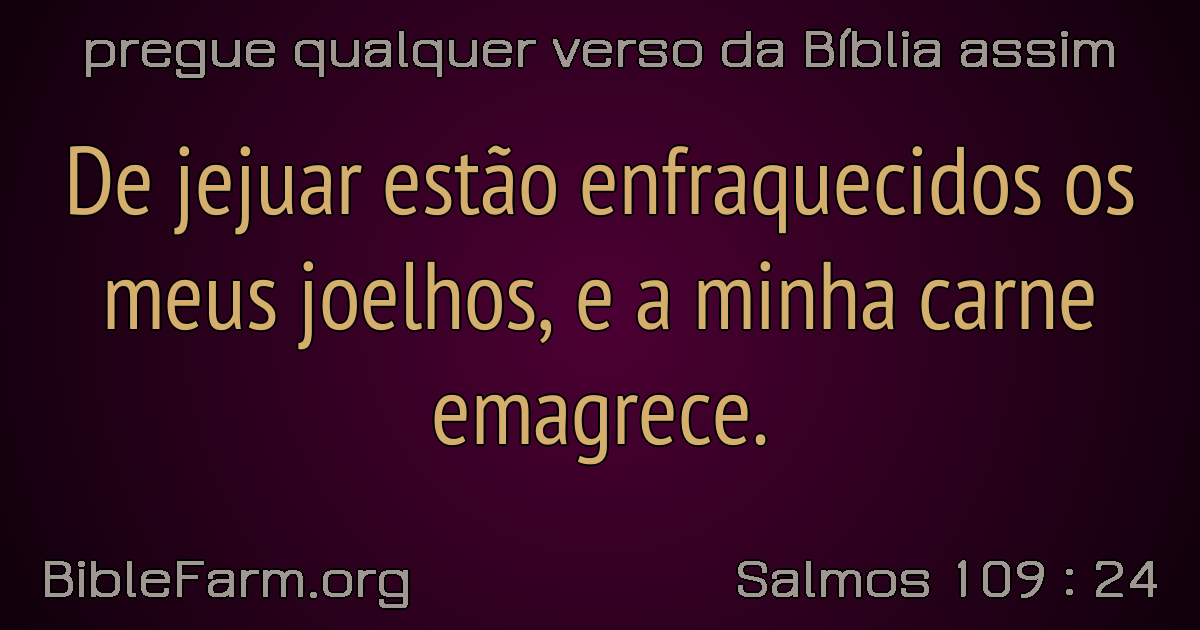 pregue qualquer verso da Bíblia assim
De jejuar estão enfraquecidos os
meus joelhos, e a minha carne
emagrece.
BibleFarm.org
Salmos 109 : 24